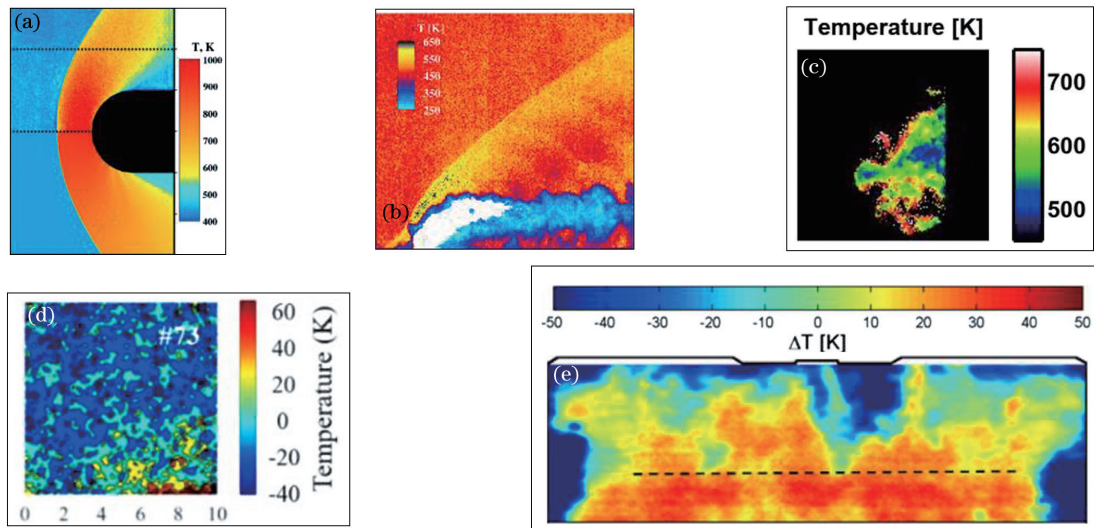 (a)
T, K
1000
900
800
700
600
500
400
(b)
T [K]
650
550
450
350
250
Temperature [K]
(c)
700
600
500
(d)
#73
60
40
20
0
-20
-40
Temperature (K)
0 2 4 6 8 10
-50 -40 -30 -20 -10 0 10 20 30 40 50
ΔT [K]
(e)